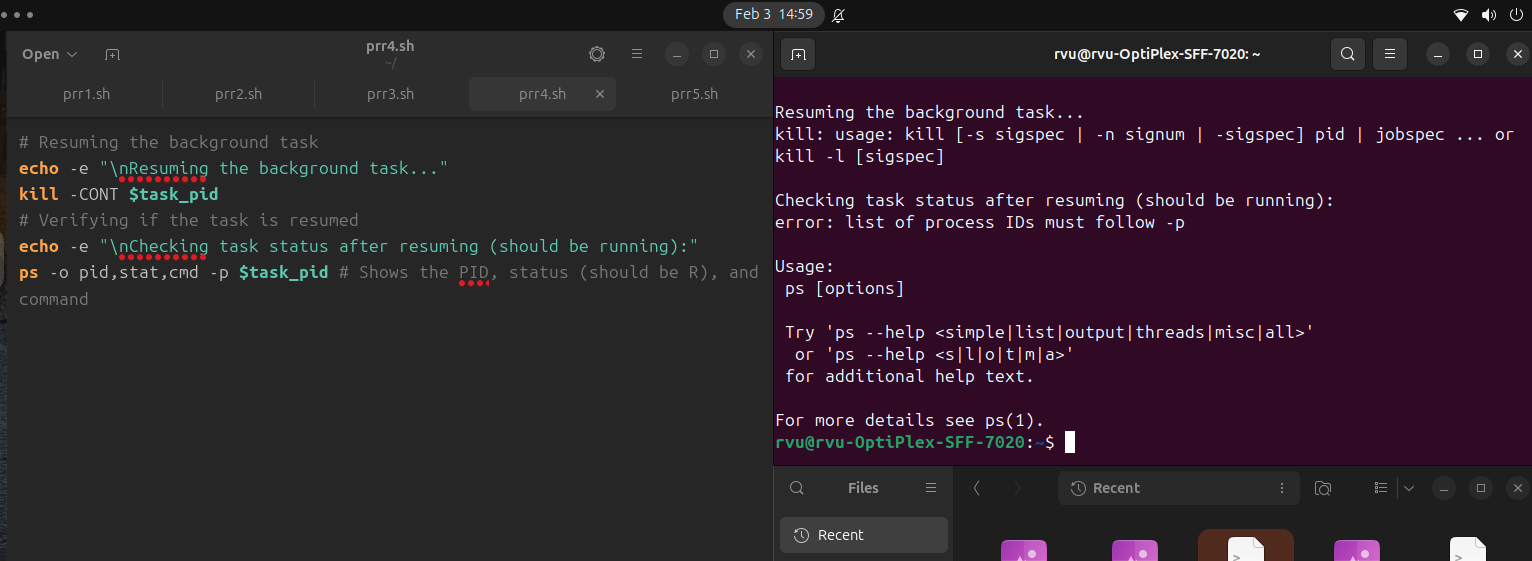 Feb 3 14:59
Open
prr4.sh
~/
prr1.sh
prr2.sh
prr3.sh
prr4.sh
prr5.sh
# Resuming the background task
echo -e "\nResuming the background task..."
kill -CONT $task_pid
# Verifying if the task is resumed
echo -e "\nChecking task status after resuming (should be running):"
ps -o pid,stat,cmd -p $task_pid # Shows the PID, status (should be R), and
command
rvu@rvu-OptiPlex-SFF-7020: ~
Resuming the background task...
kill: usage: kill [-s sigspec | -n signum | -sigspec] pid | jobspec ... or
kill -l [sigspec]
Checking task status after resuming (should be running):
error: list of process IDs must follow -p
Usage:
ps [options]
Try 'ps --help <simple|list|output|threads|misc|all>'
or 'ps --help <s|l|o|t|m|a>'
for additional help text.
For more details see ps(1).
rvu@rvu-OptiPlex-SFF-7020:~$
Files
Recent
Recent